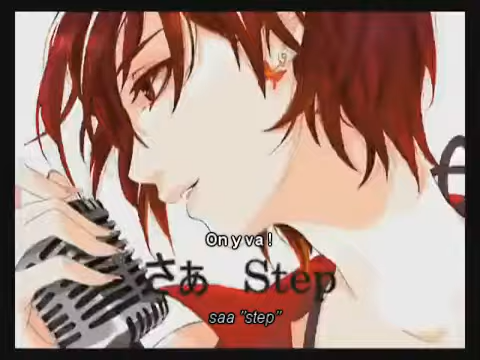 On y va !
さぁ Step
saa "step"